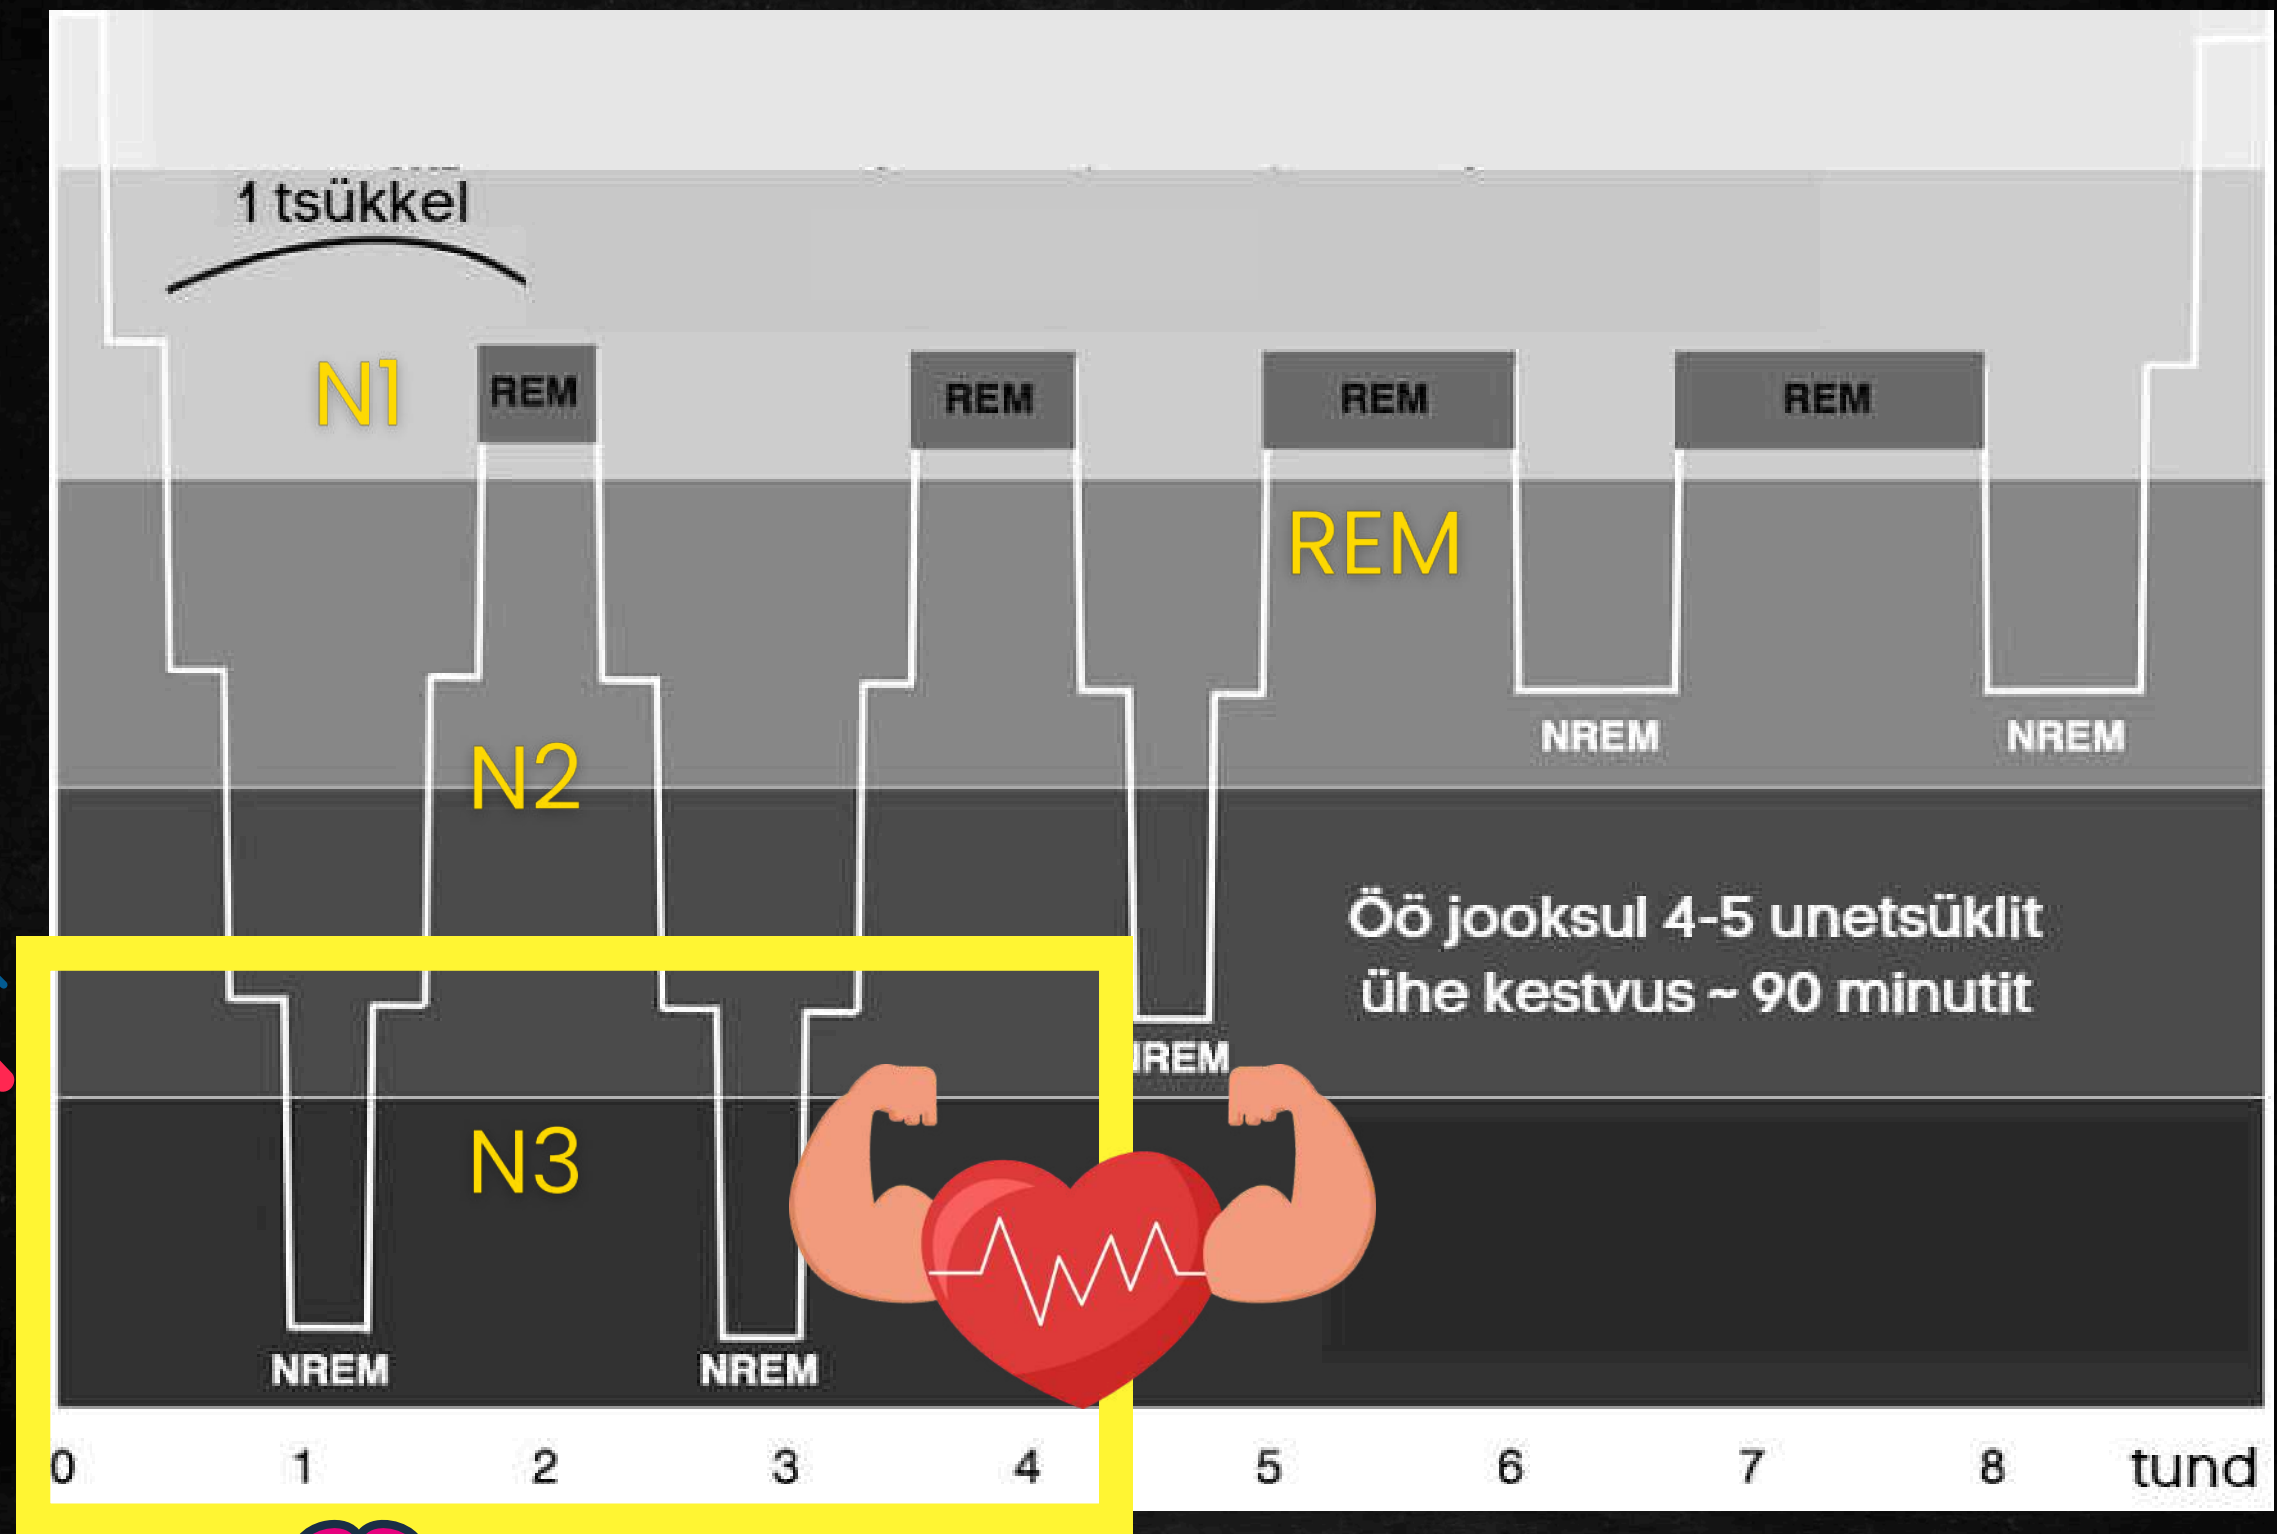 1 tsükkel
N1
REM
REM
REM
REM
REM
NREM
NREM
N2
Öö jooksul 4-5 unetsüklit
ühe kestvus ~ 90 minutit
NREM
N3
NREM
NREM
0 1 2 3 4 5 6 7 8 tund